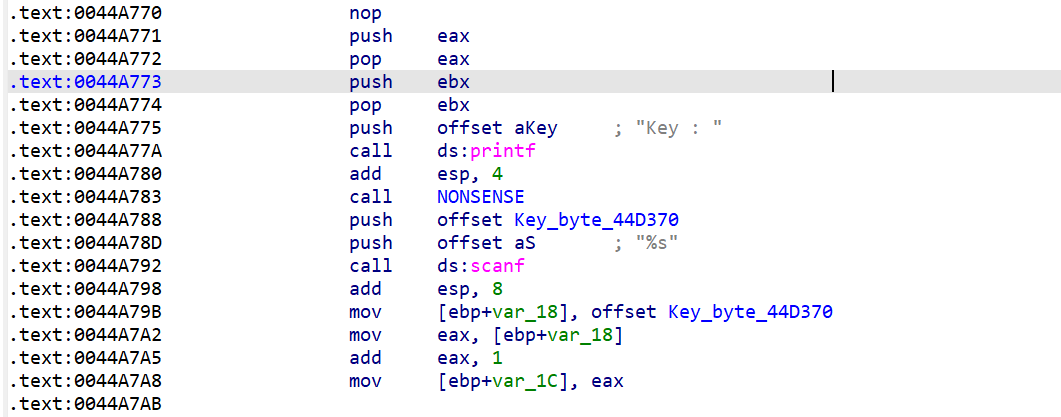 .text:0044A770 nop
.text:0044A771 push eax
.text:0044A772 pop eax
.text:0044A773 push ebx
.text:0044A774 pop ebx
.text:0044A775 push offset aKey ; "Key : "
.text:0044A77A call ds:printf
.text:0044A780 add esp, 4
.text:0044A783 call NONSENSE
.text:0044A788 push offset Key_byte_44D370
.text:0044A78D push offset aS ; "%s"
.text:0044A792 call ds:scanf
.text:0044A798 add esp, 8
.text:0044A79B mov [ebp+var_18], offset Key_byte_44D370
.text:0044A7A2 mov eax, [ebp+var_18]
.text:0044A7A5 add eax, 1
.text:0044A7A8 mov [ebp+var_1C], eax
.text:0044A7AB